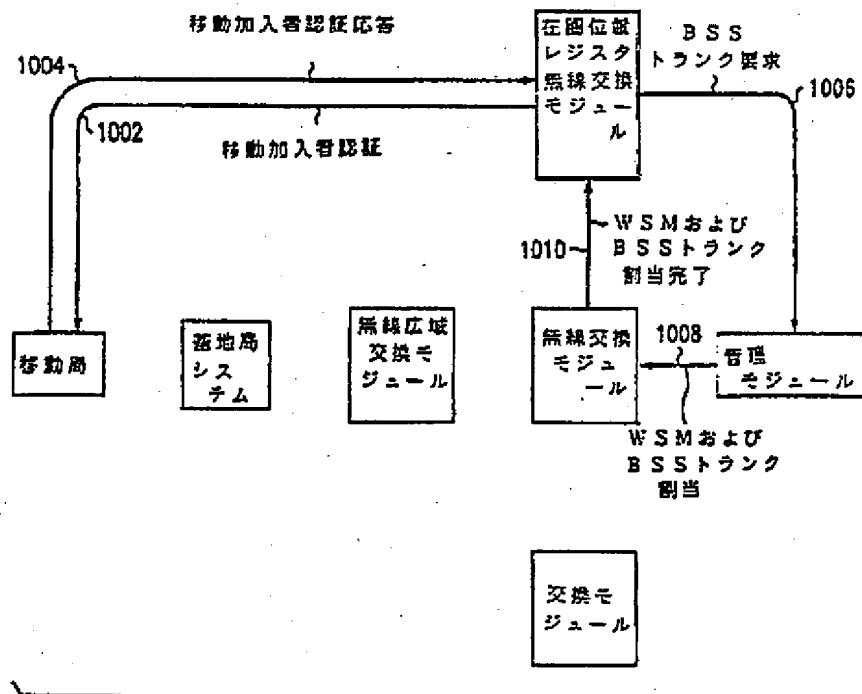 移動加入者認証応答
1004
1002
移動加入者認証
在圏位置
レジスタ
無線交換
モジュー
ル
BSS
トランク要求
1006
WSMおよび
BSSトランク
割当完了
1010
移動局
基地局
システ
テム
無線広域
交換モ
ジュール
無線交換
モジュ
ール
1008
管理
モジュール
WSMおよび
BSSトランク
割当
交換モ
ジュール